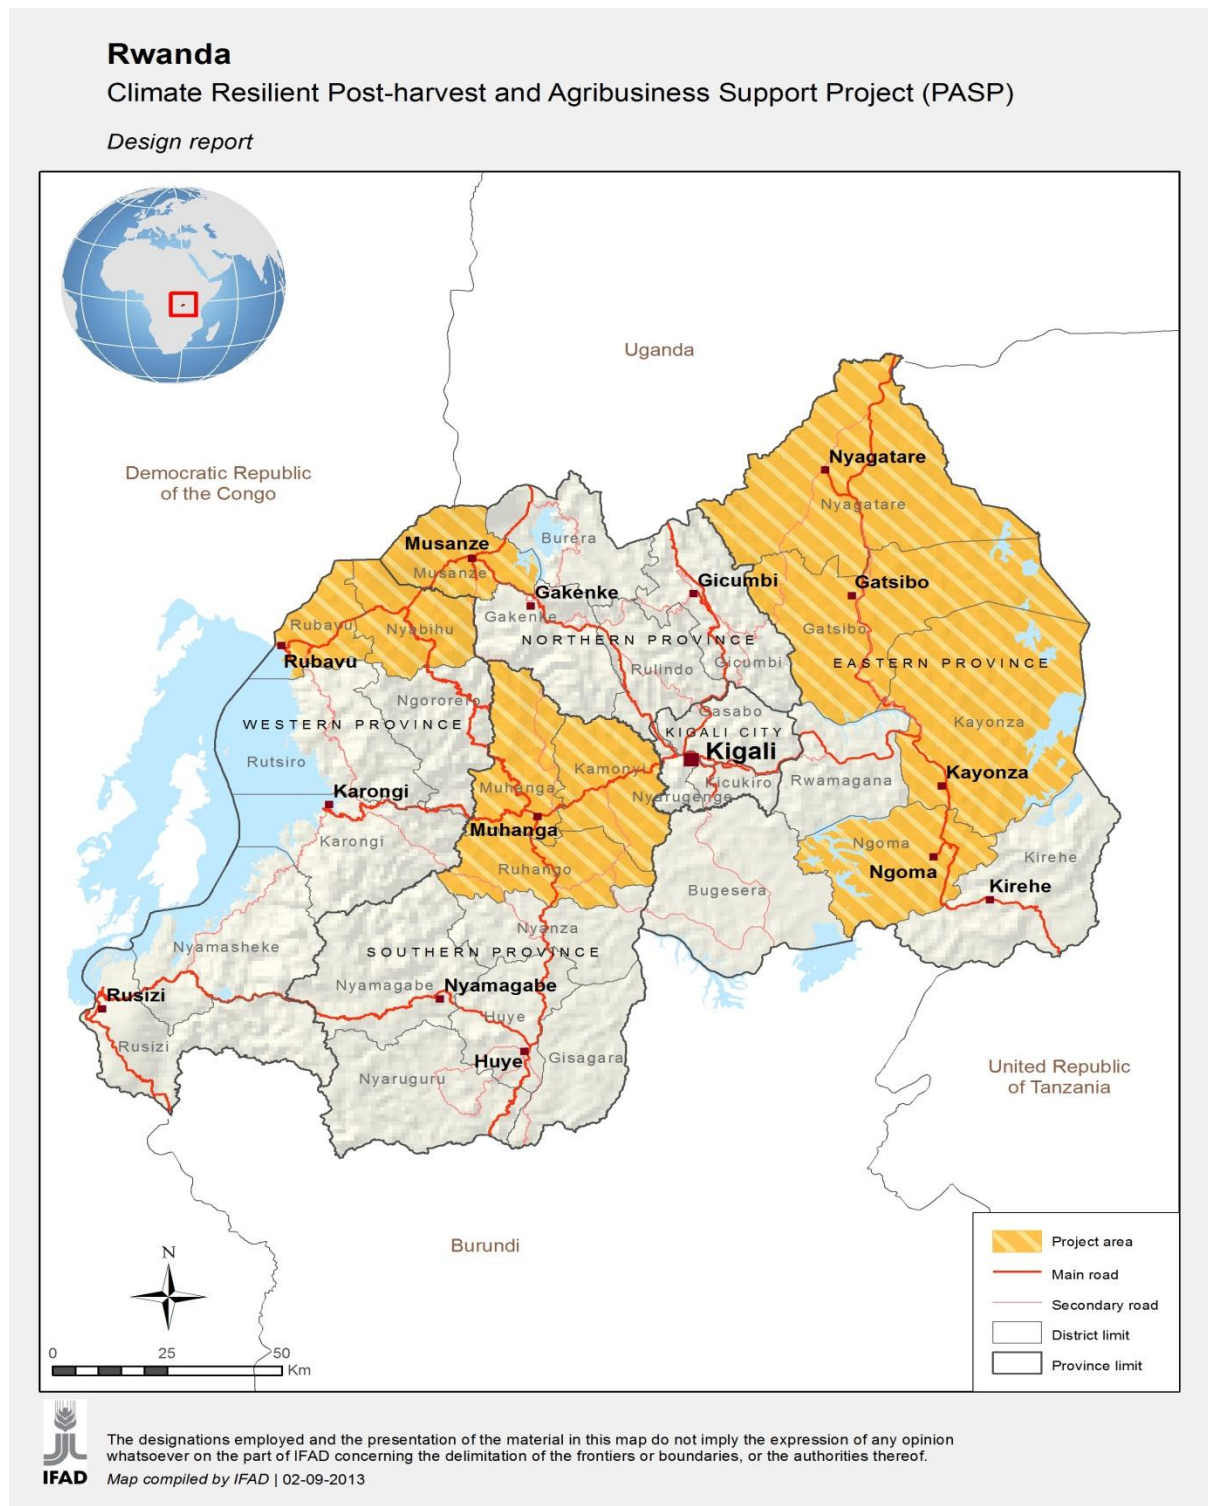 Rwanda
Climate Resilient Post-harvest and Agribusiness Support Project (PASP)
Design report
Uganda
Democratic Republic
of the Congo
Nyagatare
Nyagatare
Burera
Musanze
Musanze
Gatsibo
Gatsibo
Gicumbi
Gicumbi
Gakenke
Gakenke
NORTHERN PROVINCE
Rubavu
Rubavu
Nyabihu
Rulindo
EASTERN PROVINCE
Ngororero
WESTERN PROVINCE
Gasabo
KIGALI CITY
Kigali
Kayonza
Kayonza
Rutsiro
Kamonyi
Muhanga
Muhanga
Nyarugenge
Kicukiro
Rwamagana
Karongi
Karongi
Ngoma
Ngoma
Kirehe
Kirehe
Ruhango
Bugesera
Nyanza
Nyamasheke
SOUTHERN PROVINCE
Nyamagabe
Nyamagabe
Rusizi
Rusizi
Huye
Huye
Gisagara
Nyaruguru
United Republic
of Tanzania
Burundi
N
0 25 50
Km
Project area
Main road
Secondary road
District limit
Province limit
IFAD
The designations employed and the presentation of the material in this map do not imply the expression of any opinion
whatsoever on the part of IFAD concerning the delimitation of the frontiers or boundaries, or the authorities thereof.
Map compiled by IFAD | 02-09-2013